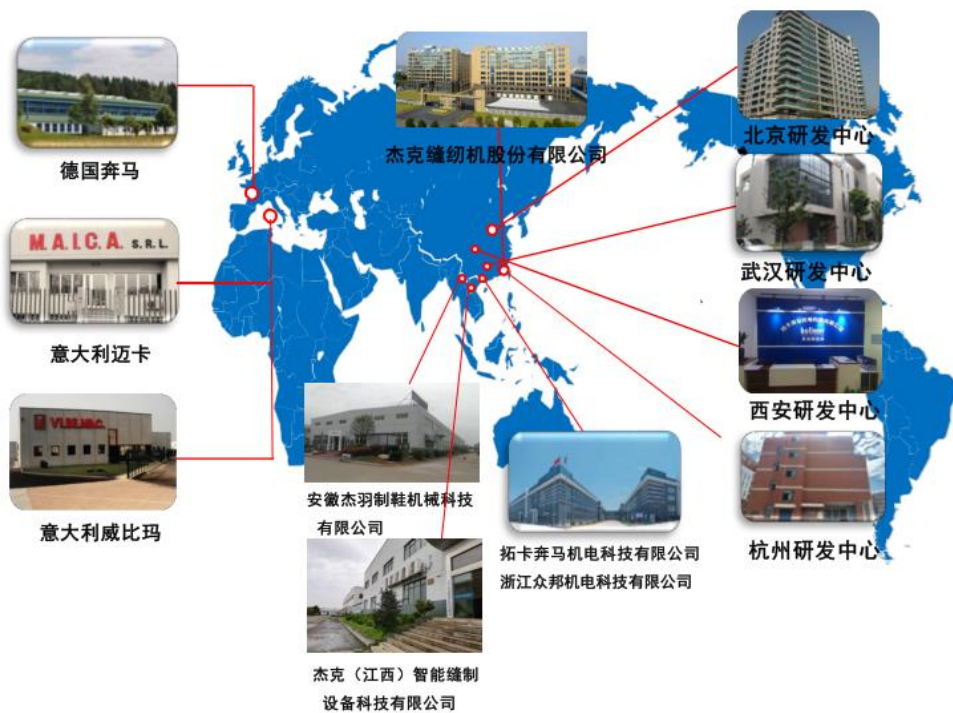 杰克缝纫机股份有限公司
北京研发中心
德国奔马
M.A.I.C.A. S.R.L.
武汉研发中心
意大利迈卡
西安研发中心
VI.BE.MAC.
意大利威比玛
安徽杰羽制鞋机械科技
有限公司
拓卡奔马机电科技有限公司
浙江众邦机电科技有限公司
杭州研发中心
杰克（江西）智能缝制
设备科技有限公司